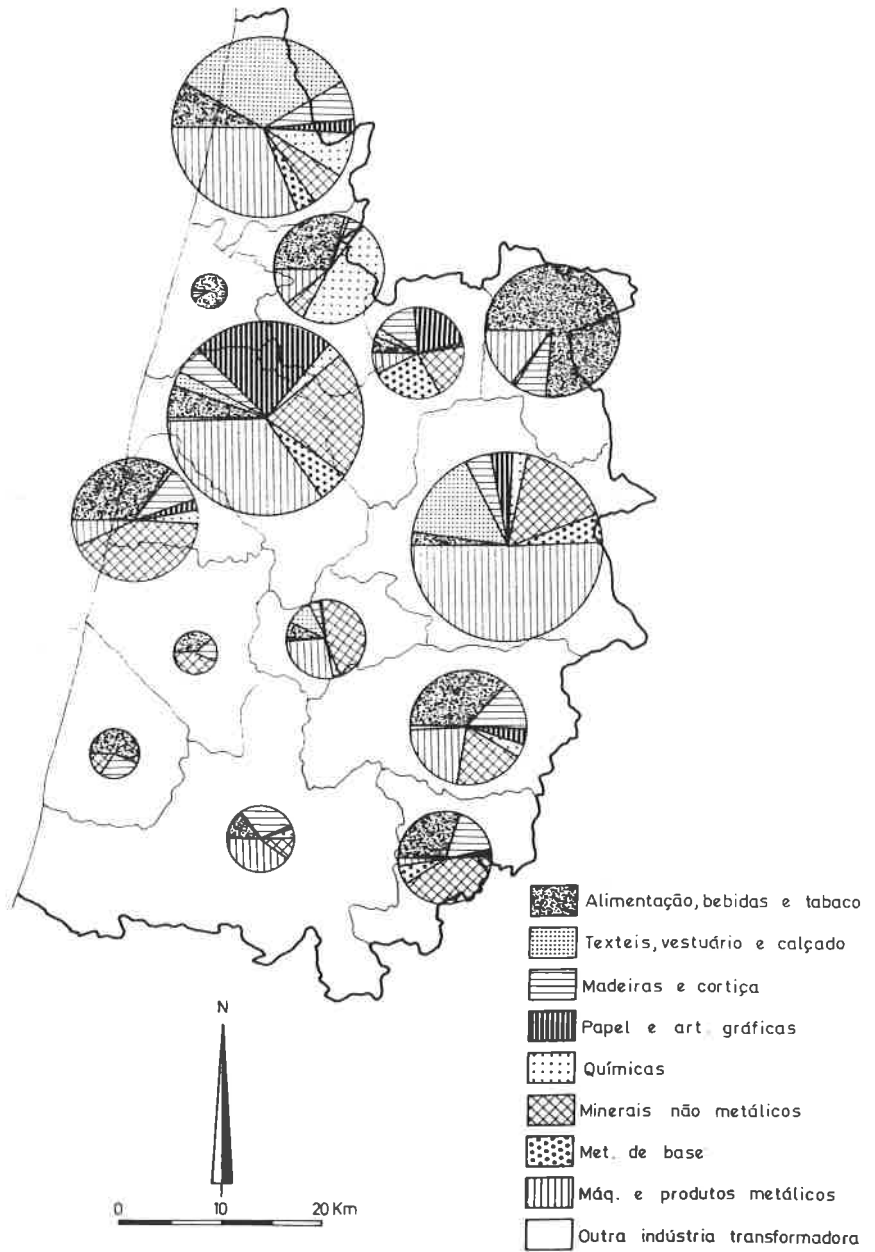 Alimentação, bebidas e tabaco
Texteis, vestuário e calçado
Madeiras e cortiça
Papel e art. gráficas
Químicas
Minerais não metálicos
Met. de base
Máq. e produtos metálicos
Outra indústria transformadora
N
0 10 20 Km